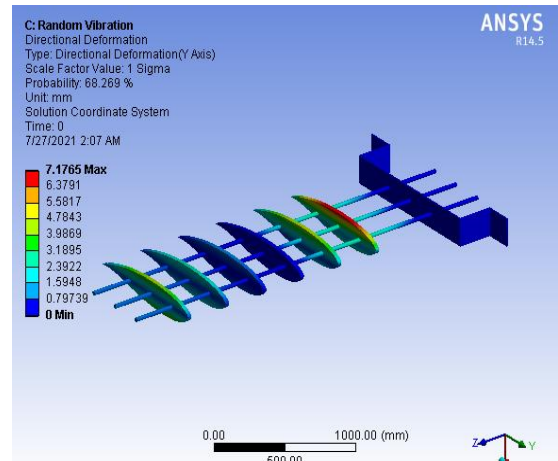 C: Random Vibration
Directional Deformation
Type: Directional Deformation(Y Axis)
Scale Factor Value: 1 Sigma
Probability: 68.269 %
Unit: mm
Solution Coordinate System
Time: 0
7/27/2021 2:07 AM
ANSYS
R14.5
7.1765 Max
6.3791
5.5817
4.7843
3.9869
3.1895
2.3922
1.5948
0.79739
0 Min
0.00
1000.00 (mm)
500.00
Z
Y